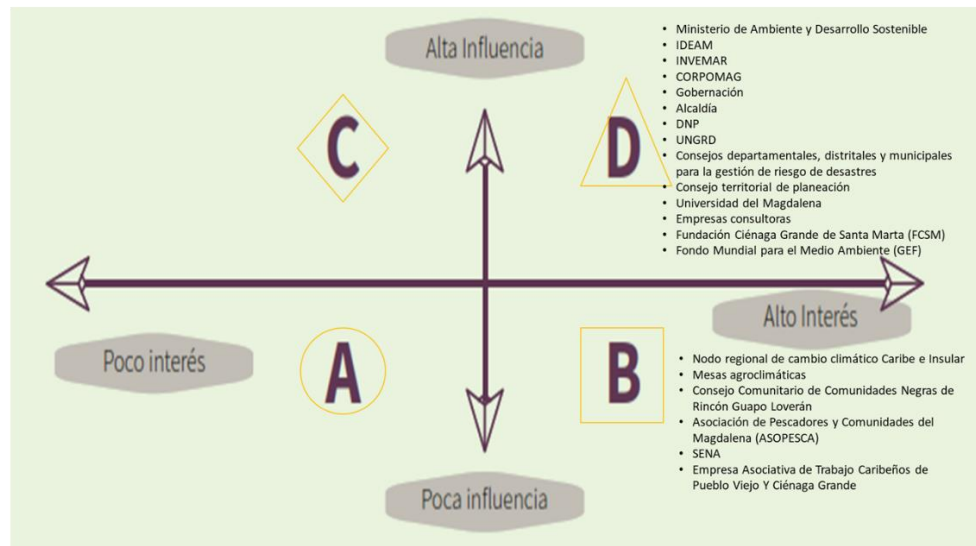 Alta Influencia
C
D
• Ministerio de Ambiente y Desarrollo Sostenible
• IDEAM
• INVEMAR
• CORPOMAG
• Gobernación
• Alcaldía
• DNP
• UNGRD
• Consejos departamentales, distritales y municipales
para la gestión de riesgo de desastres
• Consejo territorial de planeación
• Universidad del Magdalena
• Empresas consultoras
• Fundación Ciénaga Grande de Santa Marta (FCSM)
• Fondo Mundial para el Medio Ambiente (GEF)
Poco interés
Alto Interés
A
B
• Nodo regional de cambio climático Caribe e Insular
• Mesas agroclimáticas
• Consejo Comunitario de Comunidades Negras de
Rincón Guapo Loverán
• Asociación de Pescadores y Comunidades del
Magdalena (ASOPESCA)
• SENA
• Empresa Asociativa de Trabajo Caribeños de
Pueblo Viejo Y Ciénaga Grande
Poca influencia